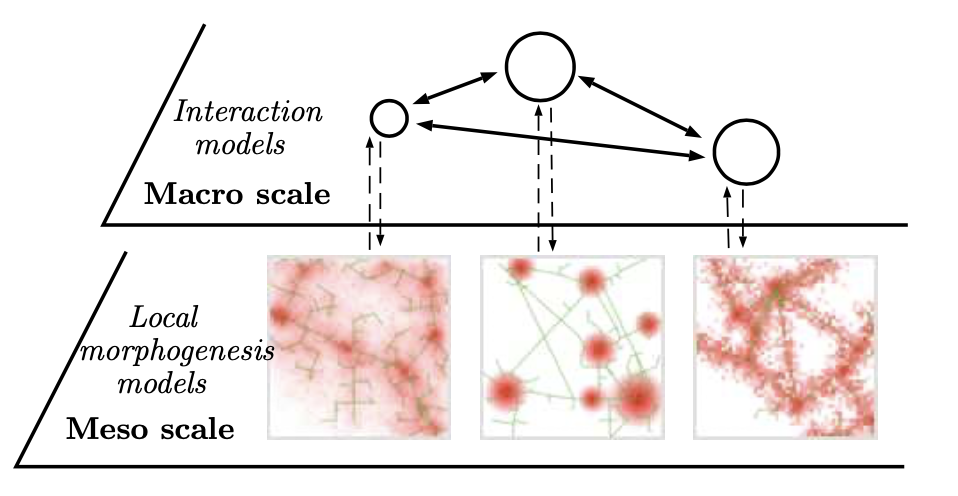 Interaction
models
Macro scale
Local
morphogenesis
models
Meso scale